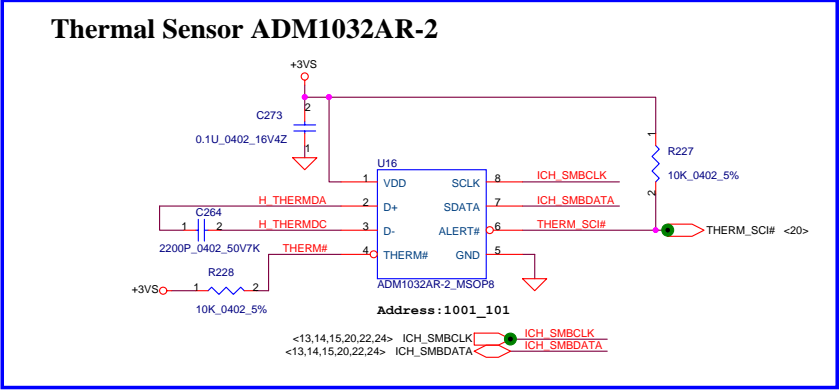 Thermal Sensor ADM1032AR-2
+3VS
C273
2
0.1U_0402_16V4Z
1
R227
1
10K_0402_5%
2
U16
1 VDD SCLK 8 ICH_SMBCLK
H_THERMDA 2 D+ SDATA 7 ICH_SMBDATA
C264
1 2 H_THERMDC 3 D- ALERT# 6 THERM_SCI#
THERM_SCI# <20>
2200P_0402_50V7K
THERM# 4 THERM# GND 5
R228
+3VS 1 2
10K_0402_5%
ADM1032AR-2_MSOP8
Address:1001_101
<13,14,15,20,22,24> ICH_SMBCLK ICH_SMBCLK
<13,14,15,20,22,24> ICH_SMBDATA ICH_SMBDATA